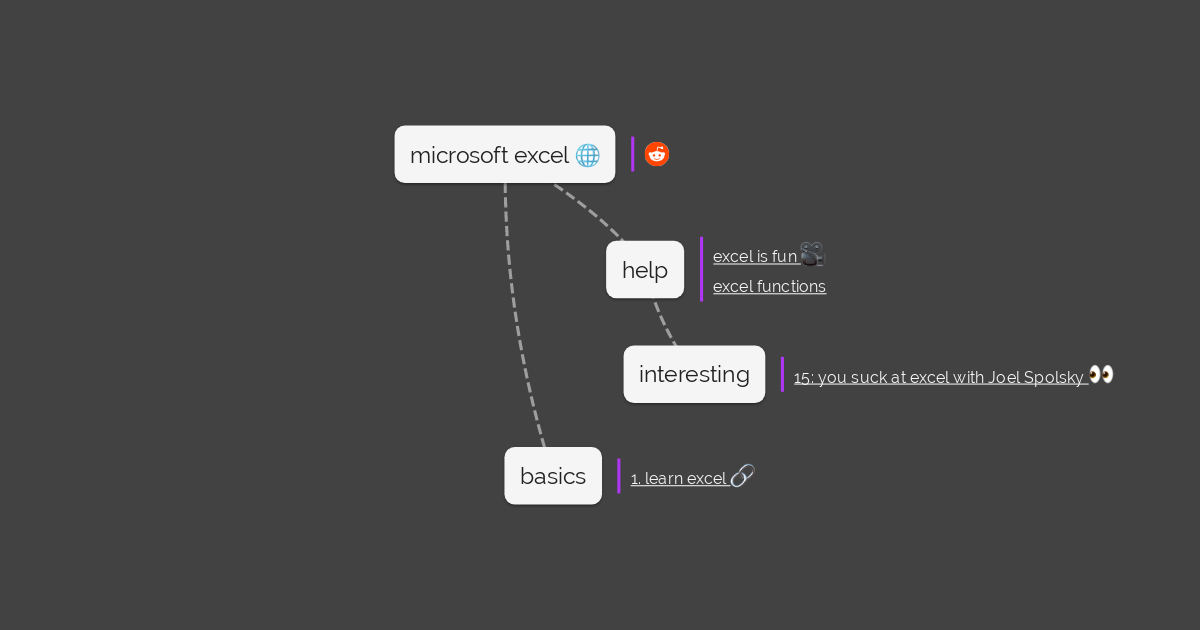 microsoft excel 🌐
help
excel is fun 🎥
excel functions
interesting
15: you suck at excel with Joel Spolsky 👀
basics
1. learn excel 🔗